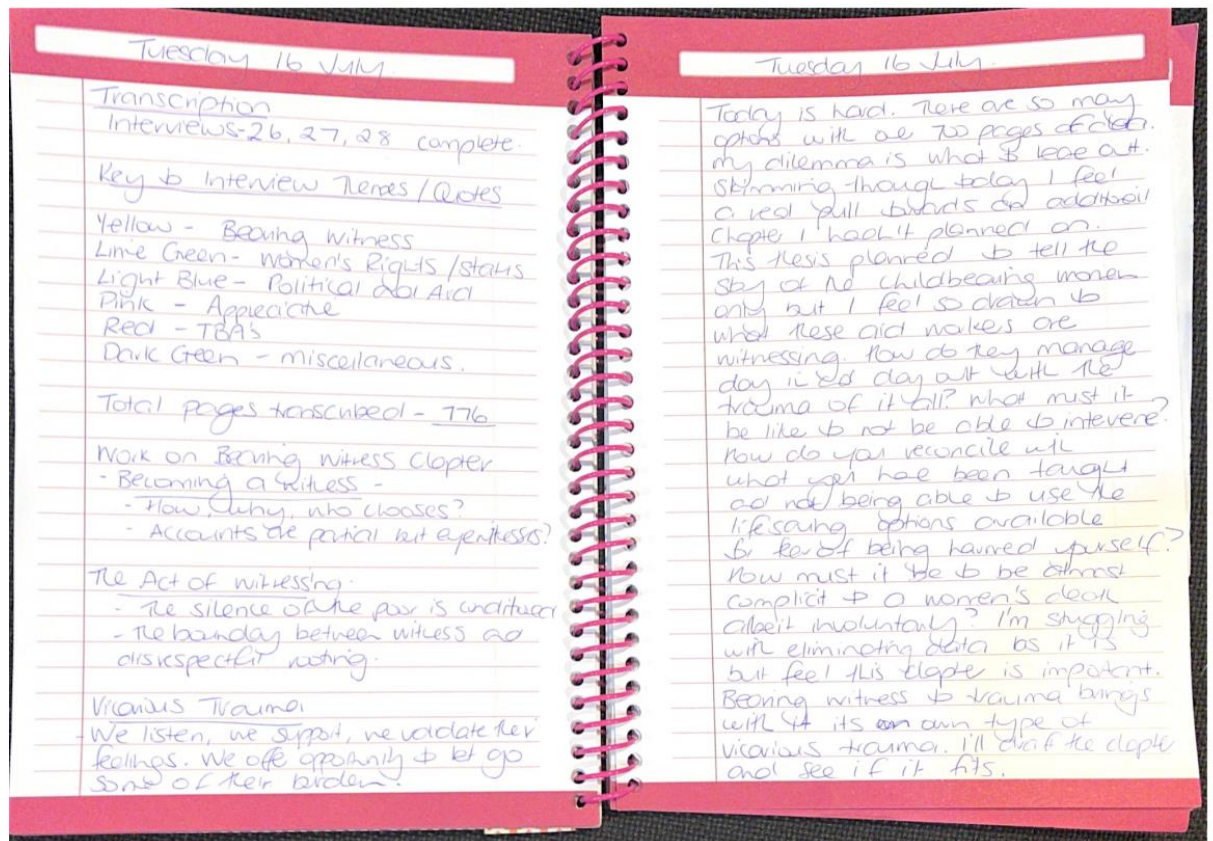 Tuesday 16 July.
Transcription
Interviews-26, 27, 28 complete.
Key to Interview Themes / Quotes
Yellow - Bearing Witness
Lime Green- Women's Rights /status
Light Blue - Political and Aid
Pink - Appreciative
Red - TBA's
Dark Green - miscellaneous.
Total pages transcribed - 776
Work on Bearing witness Chapter
- Becoming a witness -
- How, why, who chooses?
- Accounts are partial but eyewitnesses?
The Act of witnessing.
- The silence of the poor is
- The boundary between witness and
disrespectful
Vicarious Trauma
- We listen, we support, we validate their
feelings. We offer opportunity to let go
some of their burden.
Tuesday 16 July.
Today is hard. There are so many
options with over 700 pages of data.
my dilemma is what to leave out.
Skimming through today I feel
a real pull towards an additional
Chapter I hadn't planned on.
This thesis planned to tell the
story of the childbearing women
only but I feel so drawn to
what these aid workers are
witnessing. How do they manage
day in and day out with the
trauma of it all? What must it
be like to not be able to intervene?
How do you reconcile with
what you have been taught
and not being able to use the
lifesaving options available
for fear of being harmed yourself?
How must it be to be almost
complicit to a women's death
albeit involuntary? I'm struggling
with eliminating data as it is
but feel this chapter is important.
Bearing witness to trauma brings
with it its own type of
vicarious trauma. I'll draft the chapter
and see if it fits.